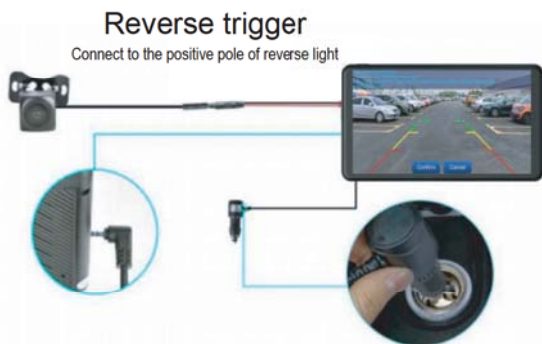 Reverse trigger
Connect to the positive pole of reverse light
Confirm
Cancel